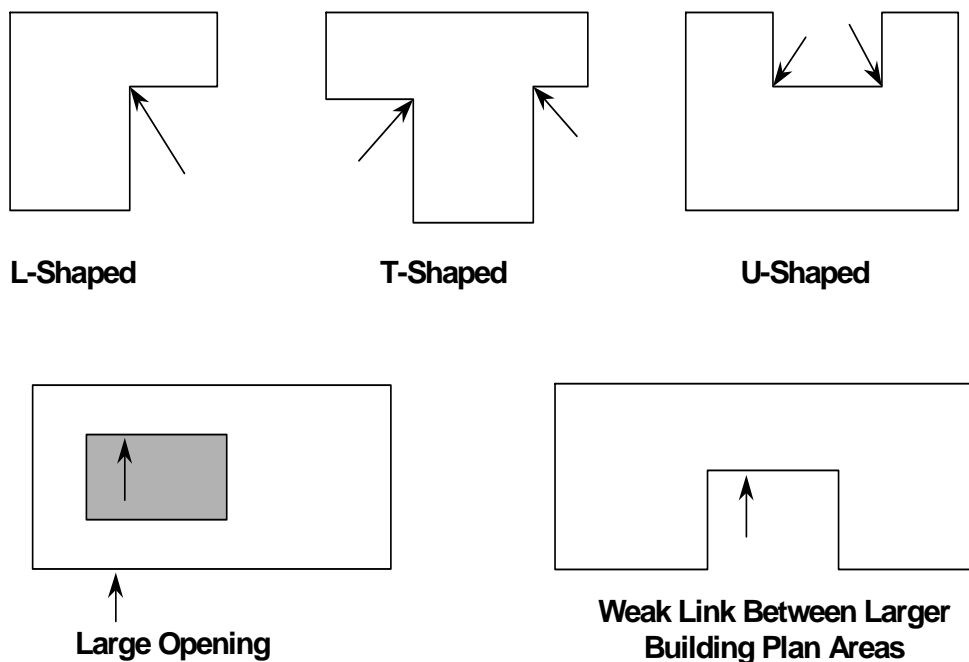 L-Shaped
T-Shaped
U-Shaped
Large Opening
Weak Link Between Larger
Building Plan Areas